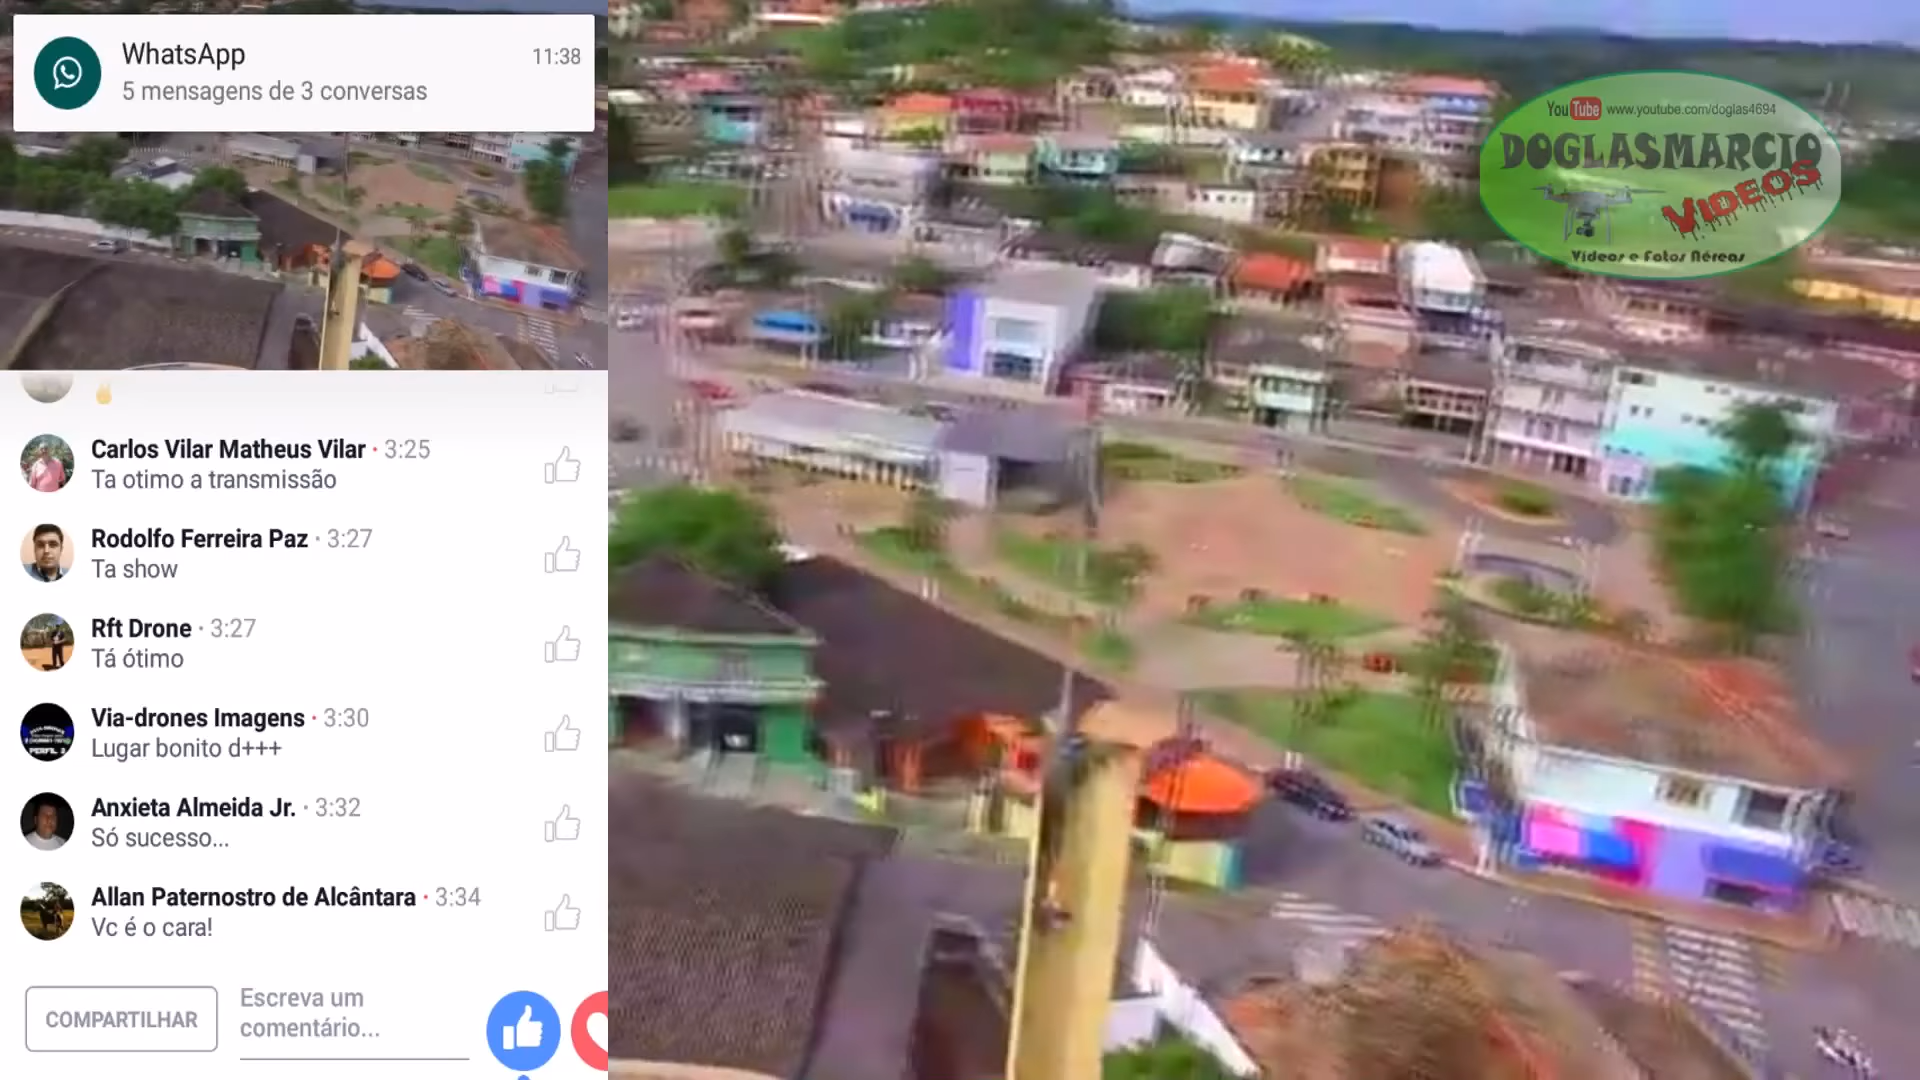 WhatsApp
11:38
5 mensagens de 3 conversas
Carlos Vilar Matheus Vilar · 3:25
Ta otimo a transmissão
Rodolfo Ferreira Paz · 3:27
Ta show
Rft Drone · 3:27
Tá ótimo
Via-drones Imagens · 3:30
Lugar bonito d+++
Anxieta Almeida Jr. · 3:32
Só sucesso...
Allan Paternostro de Alcântara · 3:34
Vc é o cara!
COMPARTILHAR
Escreva um
comentário...
YouTube www.youtube.com/doglas4694
DOGLASMARCIO
VIDEOS
Vídeos e Fotos Aéreas